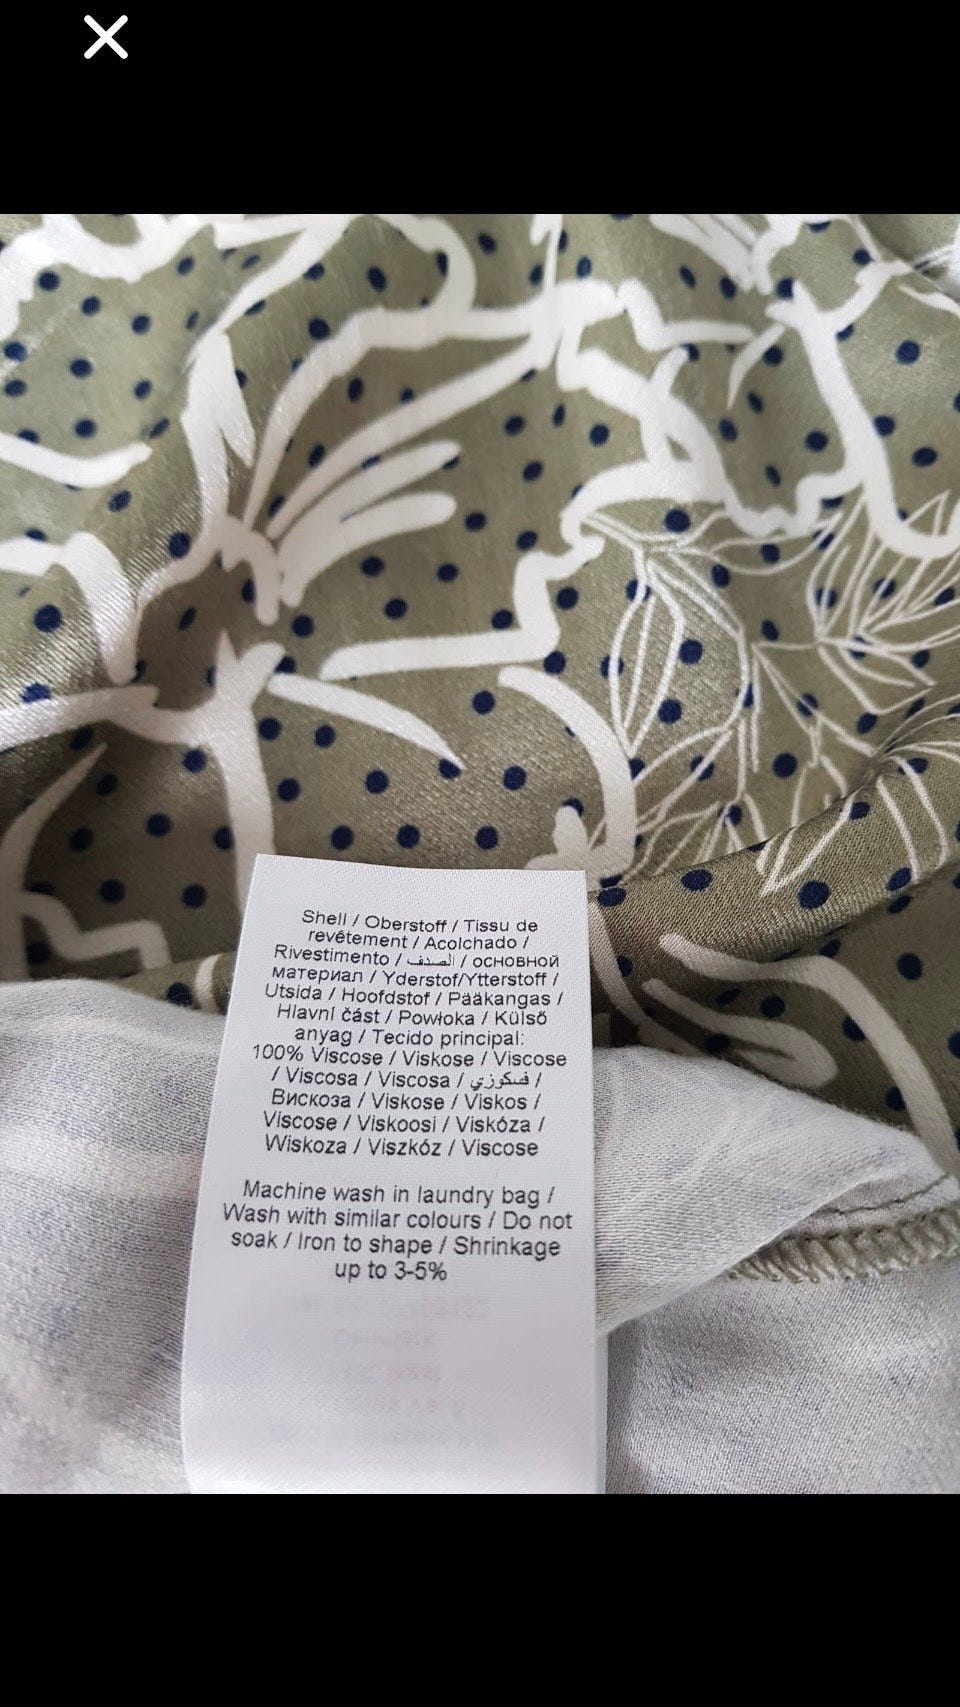 Shell / Oberstoff / Tissu de
revêtement / Acolchado /
Rivestimento / الصدف / основной
материал / Yderstof/Ytterstoff /
Utsida / Hoofdstof / Pääkangas /
Hlavní část / Powłoka / Külső
anyag / Tecido principal:
100% Viscose / Viskose / Viscose
/ Viscosa / Viscosa / فسكوزي /
Вискоза / Viskose / Viskos /
Viscose / Viskoosi / Viskóza /
Wiskoza / Viszkóz / Viscose
Machine wash in laundry bag /
Wash with similar colours / Do not
soak / Iron to shape / Shrinkage
up to 3-5%